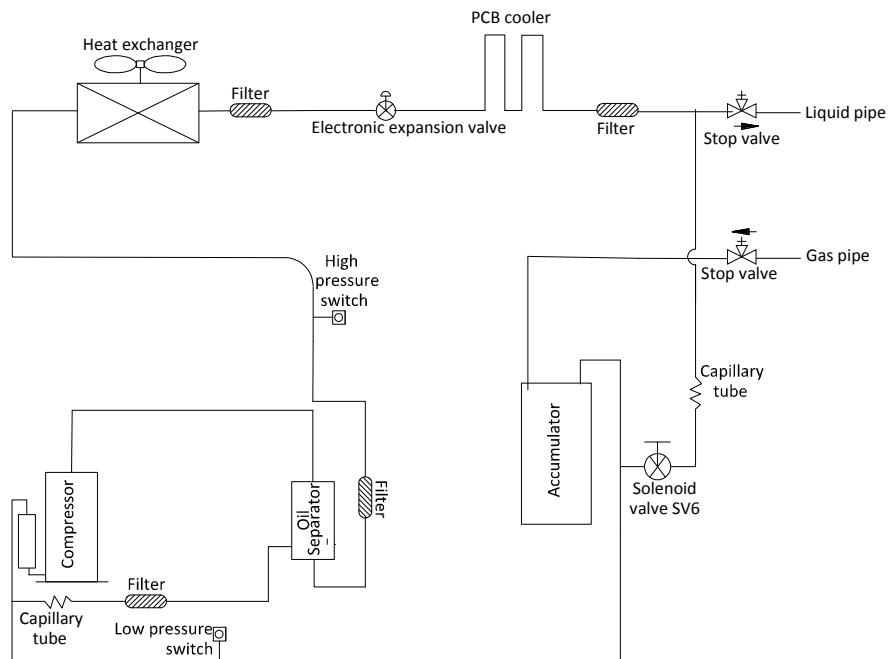 PCB cooler
Heat exchanger
Filter
Electronic expansion valve
Filter
Stop valve
Liquid pipe
Gas pipe
Stop valve
High
pressure
switch
Capillary
tube
Accumulator
Solenoid
valve SV6
Compressor
Oil
Separator
Filter
Filter
Capillary
tube
Low pressure
switch